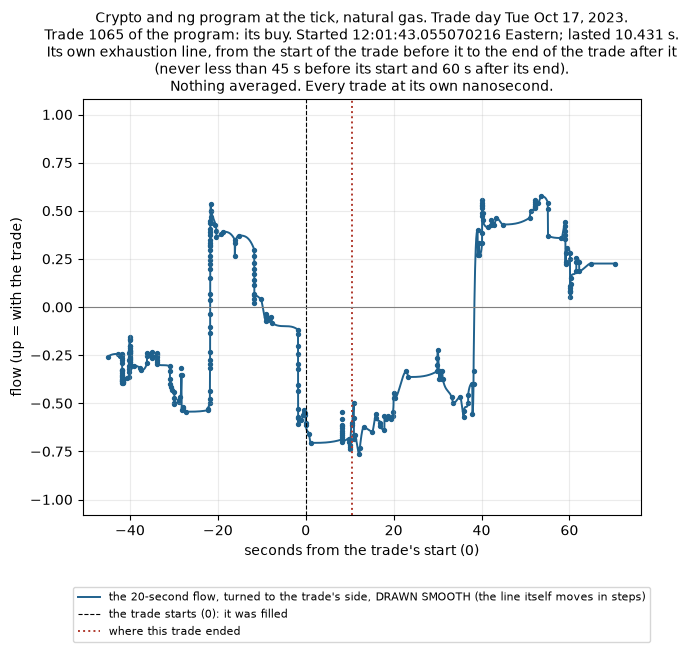 Crypto and ng program at the tick, natural gas. Trade day Tue Oct 17, 2023.
Trade 1065 of the program: its buy. Started 12:01:43.055070216 Eastern; lasted 10.431 s.
Its own exhaustion line, from the start of the trade before it to the end of the trade after it
(never less than 45 s before its start and 60 s after its end).
Nothing averaged. Every trade at its own nanosecond.
1.00
0.75
0.50
0.25
0.00
−0.25
−0.50
−0.75
−1.00
flow (up = with the trade)
−40
−20
0
20
40
60
seconds from the trade's start (0)
the 20-second flow, turned to the trade's side, DRAWN SMOOTH (the line itself moves in steps)
the trade starts (0): it was filled
where this trade ended